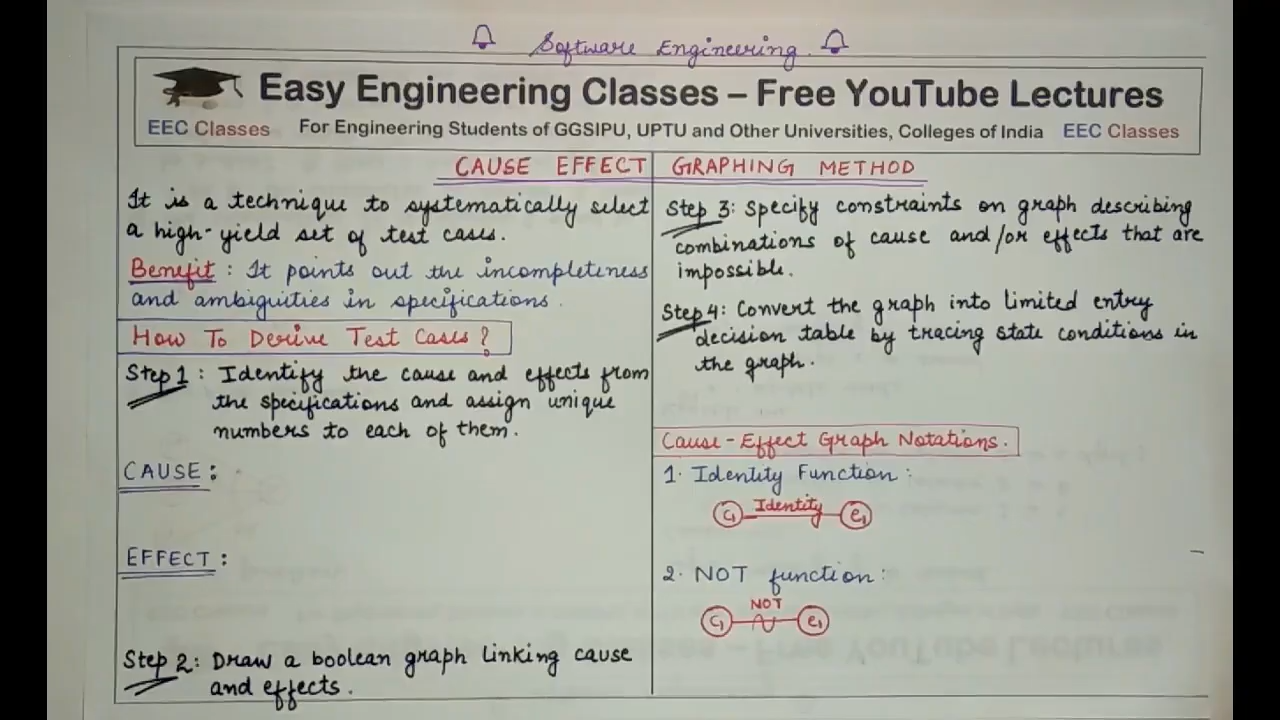 Software Engineering.
Easy Engineering Classes – Free YouTube Lectures
EEC Classes For Engineering Students of GGSIPU, UPTU and Other Universities, Colleges of India EEC Classes
CAUSE EFFECT GRAPHING METHOD
It is a technique to systematically select
a high-yield set of test cases.
Benefit : It points out the incompleteness
and ambiguities in specifications.
How To Derive Test Cases?
Step 1 : Identify the cause and effects from
the specifications and assign unique
numbers to each of them.
CAUSE :
EFFECT :
Step 2: Draw a boolean graph linking cause
and effects.
Step 3: Specify constraints on graph describing
combinations of cause and/or effects that are
impossible.
Step 4: Convert the graph into limited entry
decision table by tracing state conditions in
the graph.
Cause-Effect Graph Notations.
1. Identity Function :
C1 Identity e1
2. NOT function :
NOT
C1 e1